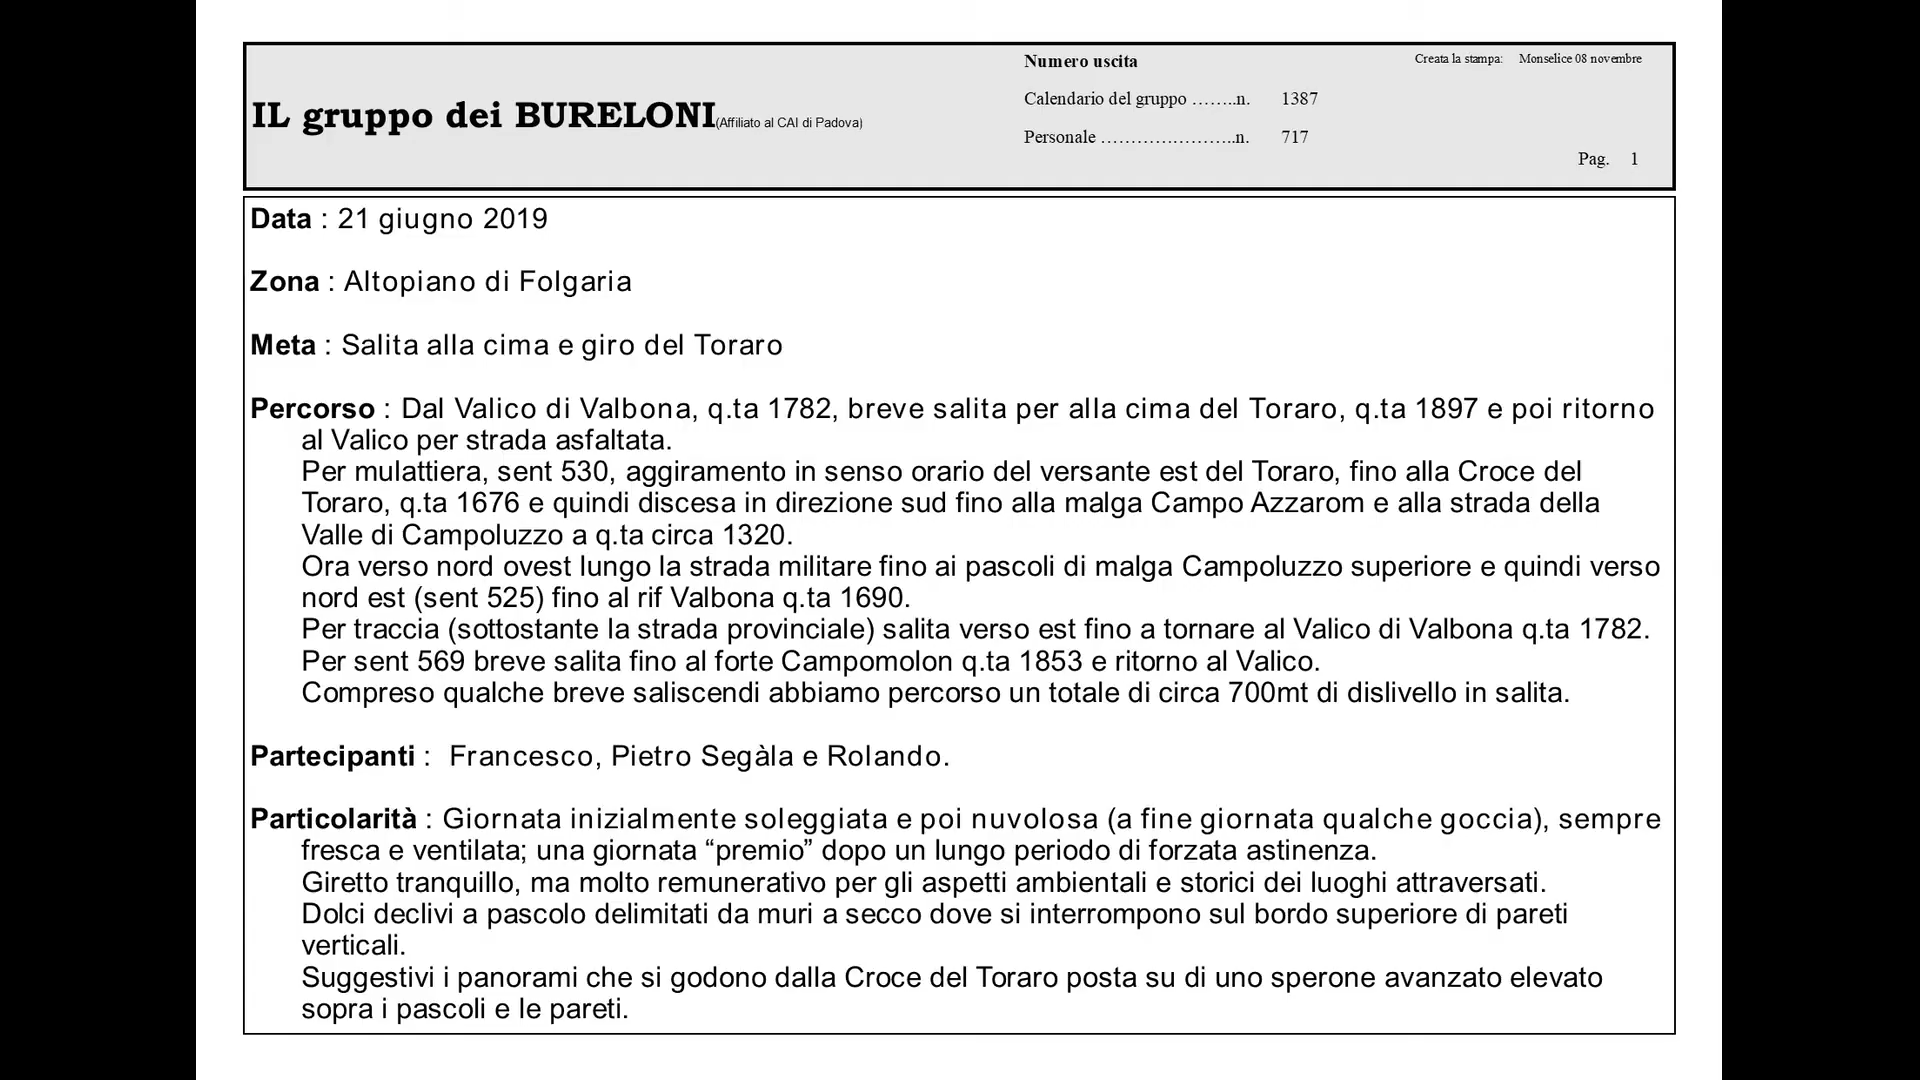 IL gruppo dei BURELONI(Affiliato al CAI di Padova)
Numero uscita
Calendario del gruppo ……..n. 1387
Personale …………………..n. 717
Creata la stampa: Monselice 08 novembre
Pag. 1
Data : 21 giugno 2019
Zona : Altopiano di Folgaria
Meta : Salita alla cima e giro del Toraro
Percorso : Dal Valico di Valbona, q.ta 1782, breve salita per alla cima del Toraro, q.ta 1897 e poi ritorno
al Valico per strada asfaltata.
Per mulattiera, sent 530, aggiramento in senso orario del versante est del Toraro, fino alla Croce del
Toraro, q.ta 1676 e quindi discesa in direzione sud fino alla malga Campo Azzarom e alla strada della
Valle di Campoluzzo a q.ta circa 1320.
Ora verso nord ovest lungo la strada militare fino ai pascoli di malga Campoluzzo superiore e quindi verso
nord est (sent 525) fino al rif Valbona q.ta 1690.
Per traccia (sottostante la strada provinciale) salita verso est fino a tornare al Valico di Valbona q.ta 1782.
Per sent 569 breve salita fino al forte Campomolon q.ta 1853 e ritorno al Valico.
Compreso qualche breve saliscendi abbiamo percorso un totale di circa 700mt di dislivello in salita.
Partecipanti : Francesco, Pietro Segàla e Rolando.
Particolarità : Giornata inizialmente soleggiata e poi nuvolosa (a fine giornata qualche goccia), sempre
fresca e ventilata; una giornata “premio” dopo un lungo periodo di forzata astinenza.
Giretto tranquillo, ma molto remunerativo per gli aspetti ambientali e storici dei luoghi attraversati.
Dolci declivi a pascolo delimitati da muri a secco dove si interrompono sul bordo superiore di pareti
verticali.
Suggestivi i panorami che si godono dalla Croce del Toraro posta su di uno sperone avanzato elevato
sopra i pascoli e le pareti.